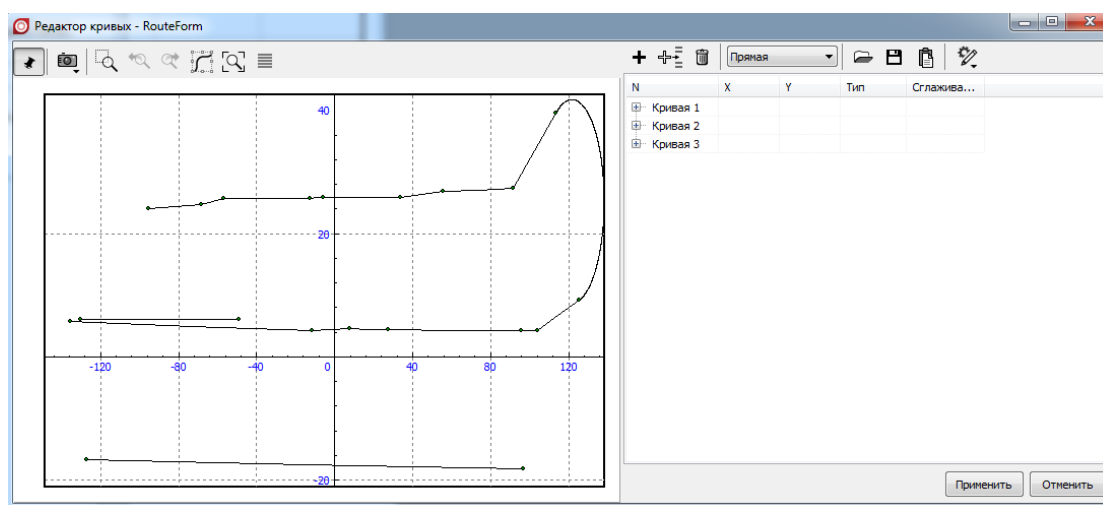 Редактор кривых - RouteForm
Прямая
N X Y Тип Сглажива...
Кривая 1
Кривая 2
Кривая 3
40
20
-120 -80 -40 0 40 80 120
-20
Применить Отменить